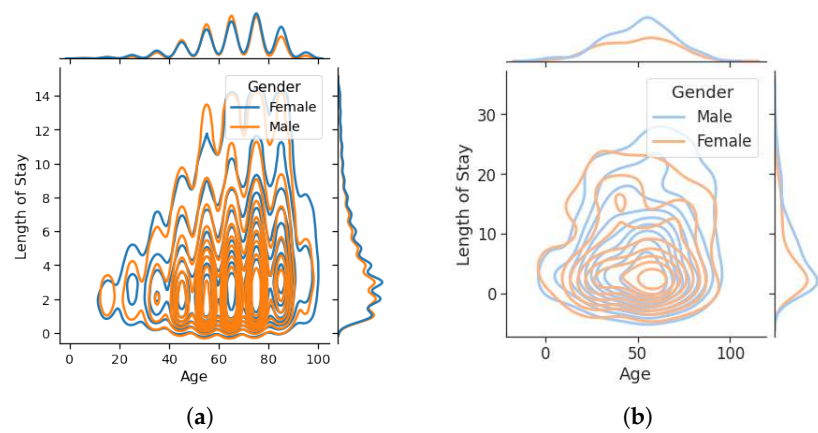 Gender
Female
Male
Length of Stay
14
12
10
8
6
4
2
0
0 20 40 60 80 100
Age
(a)
Gender
Male
Female
Length of Stay
30
20
10
0
0 50 100
Age
(b)